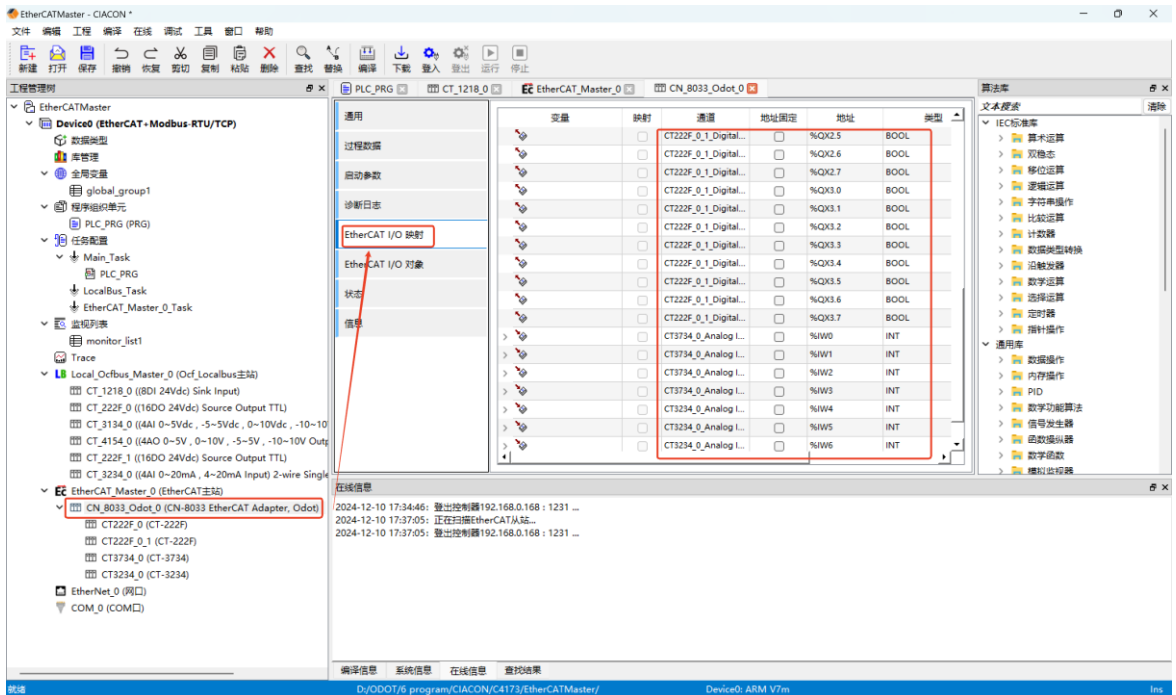 EtherCATMaster - CIACON *
文件 编辑 工程 编译 在线 调试 工具 窗口 帮助
新建 打开 保存 撤销 恢复 剪切 复制 粘贴 删除 查找 替换 编译 下载 登入 登出 运行 停止
工程管理树
EtherCATMaster
Device0 (EtherCAT+Modbus-RTU/TCP)
数据类型
库管理
全局变量
global_group1
程序组织单元
PLC_PRG (PRG)
任务配置
Main_Task
PLC_PRG
LocalBus_Task
EtherCAT_Master_0_Task
监视列表
monitor_list1
Trace
Local_Ocfbus_Master_0 (Ocf_Localbus主站)
CT_1218_0 ((8DI 24Vdc) Sink Input)
CT_222F_0 ((16DO 24Vdc) Source Output TTL)
CT_3134_0 ((4AI 0~5Vdc , -5~5Vdc , 0~10Vdc , -10~10
CT_4154_0 ((4AO 0~5V , 0~10V , -5~5V , -10~10V Outp
CT_222F_1 ((16DO 24Vdc) Source Output TTL)
CT_3234_0 ((4AI 0~20mA , 4~20mA Input) 2-wire Single
EtherCAT_Master_0 (EtherCAT主站)
CN_8033_Odot_0 (CN-8033 EtherCAT Adapter, Odot)
CT222F_0 (CT-222F)
CT222F_0_1 (CT-222F)
CT3734_0 (CT-3734)
CT3234_0 (CT-3234)
EtherNet_0 (网口)
COM_0 (COM口)
PLC_PRG CT_1218_0 EtherCAT_Master_0 CN_8033_Odot_0
通用
过程数据
启动参数
诊断日志
EtherCAT I/O 映射
EtherCAT I/O 对象
状态
信息
变量 映射 通道 地址固定 地址 类型
CT222F_0_1_Digital... %QX2.5 BOOL
CT222F_0_1_Digital... %QX2.6 BOOL
CT222F_0_1_Digital... %QX2.7 BOOL
CT222F_0_1_Digital... %QX3.0 BOOL
CT222F_0_1_Digital... %QX3.1 BOOL
CT222F_0_1_Digital... %QX3.2 BOOL
CT222F_0_1_Digital... %QX3.3 BOOL
CT222F_0_1_Digital... %QX3.4 BOOL
CT222F_0_1_Digital... %QX3.5 BOOL
CT222F_0_1_Digital... %QX3.6 BOOL
CT222F_0_1_Digital... %QX3.7 BOOL
CT3734_0_Analog I... %IW0 INT
CT3734_0_Analog I... %IW1 INT
CT3734_0_Analog I... %IW2 INT
CT3734_0_Analog I... %IW3 INT
CT3234_0_Analog I... %IW4 INT
CT3234_0_Analog I... %IW5 INT
CT3234_0_Analog I... %IW6 INT
算法库
文本搜索 清除
IEC标准库
算术运算
双稳态
移位运算
逻辑运算
字符串操作
比较运算
计数器
数据类型转换
沿触发器
数学运算
选择运算
定时器
指针操作
通用库
数据操作
内存操作
PID
数学功能算法
信号发生器
函数操纵器
数学函数
模拟监视器
在线信息
2024-12-10 17:34:46: 登出控制器192.168.0.168 : 1231 ...
2024-12-10 17:37:05: 正在扫描EtherCAT从站...
2024-12-10 17:37:05: 登出控制器192.168.0.168 : 1231 ...
编译信息 系统信息 在线信息 查找结果
就绪 D:/ODOT/6 program/CIACON/C4173/EtherCATMaster/ Device0: ARM V7m Ins